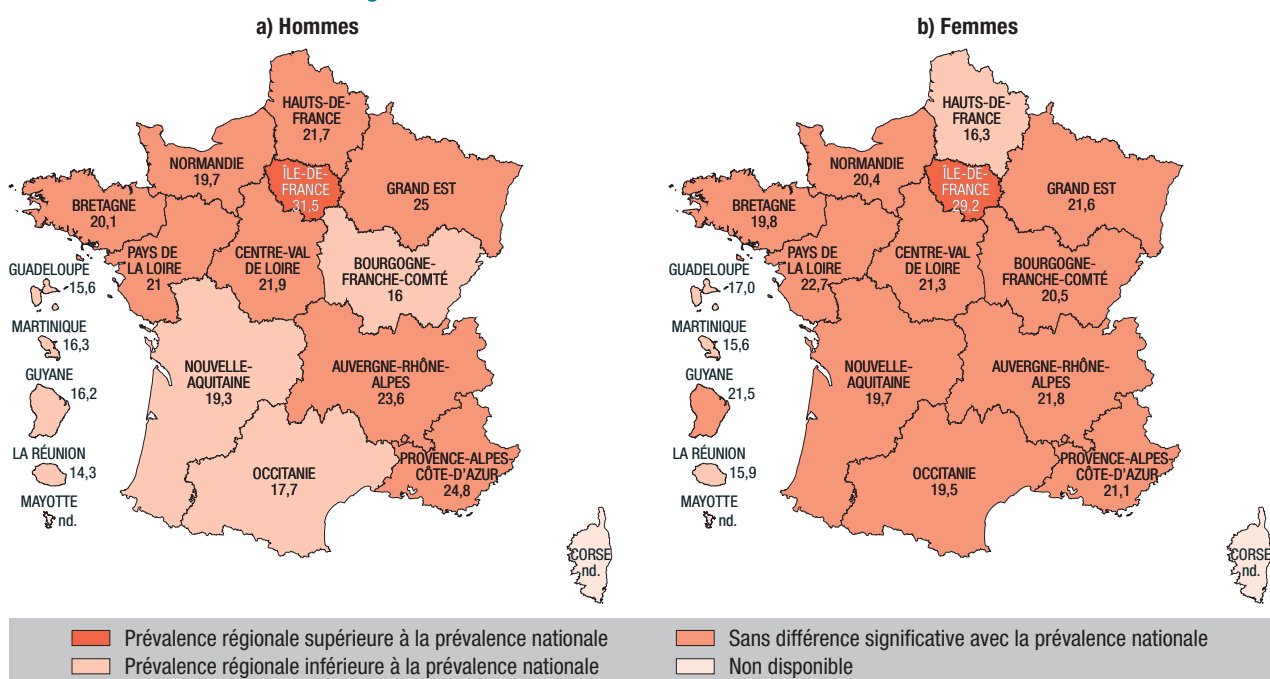 a) Hommes
HAUTS-DE-
FRANCE
21,7
NORMANDIE
19,7
ÎLE-DE-
FRANCE
31,5
GRAND EST
25
BRETAGNE
20,1
PAYS DE
LA LOIRE
21
CENTRE-VAL
DE LOIRE
21,9
BOURGOGNE-
FRANCHE-COMTÉ
16
GUADELOUPE
15,6
MARTINIQUE
16,3
GUYANE
16,2
LA RÉUNION
14,3
MAYOTTE
nd.
NOUVELLE-
AQUITAINE
19,3
AUVERGNE-RHÔNE-
ALPES
23,6
OCCITANIE
17,7
PROVENCE-ALPES-
CÔTE-D'AZUR
24,8
CORSE
nd.
b) Femmes
HAUTS-DE-
FRANCE
16,3
NORMANDIE
20,4
ÎLE-DE-
FRANCE
29,2
GRAND EST
21,6
BRETAGNE
19,8
PAYS DE
LA LOIRE
22,7
CENTRE-VAL
DE LOIRE
21,3
BOURGOGNE-
FRANCHE-COMTÉ
20,5
GUADELOUPE
17,0
MARTINIQUE
15,6
GUYANE
21,5
LA RÉUNION
15,9
MAYOTTE
nd.
NOUVELLE-
AQUITAINE
19,7
AUVERGNE-RHÔNE-
ALPES
21,8
OCCITANIE
19,5
PROVENCE-ALPES-
CÔTE-D'AZUR
21,1
CORSE
nd.
Prévalence régionale supérieure à la prévalence nationale
Prévalence régionale inférieure à la prévalence nationale
Sans différence significative avec la prévalence nationale
Non disponible